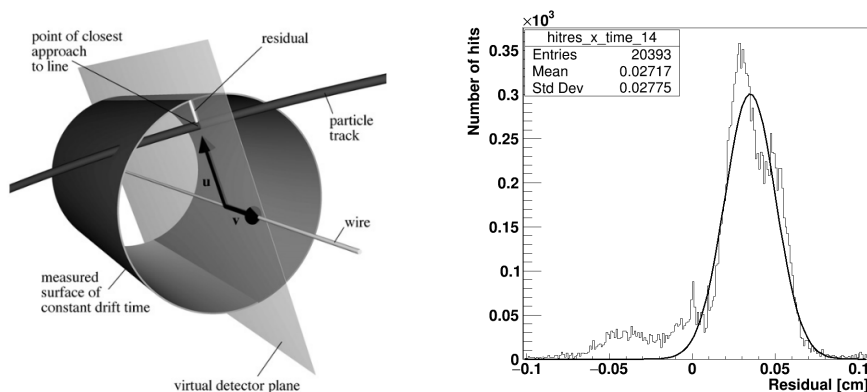 point of closest
approach
to line
residual
particle
track
u
v
wire
measured
surface of
constant drift time
virtual detector plane
×10³
Number of hits
hitres_x_time_14
Entries 20393
Mean 0.02717
Std Dev 0.02775
0.35
0.3
0.25
0.2
0.15
0.1
0.05
0
−0.1 −0.05 0 0.05 0.1
Residual [cm]